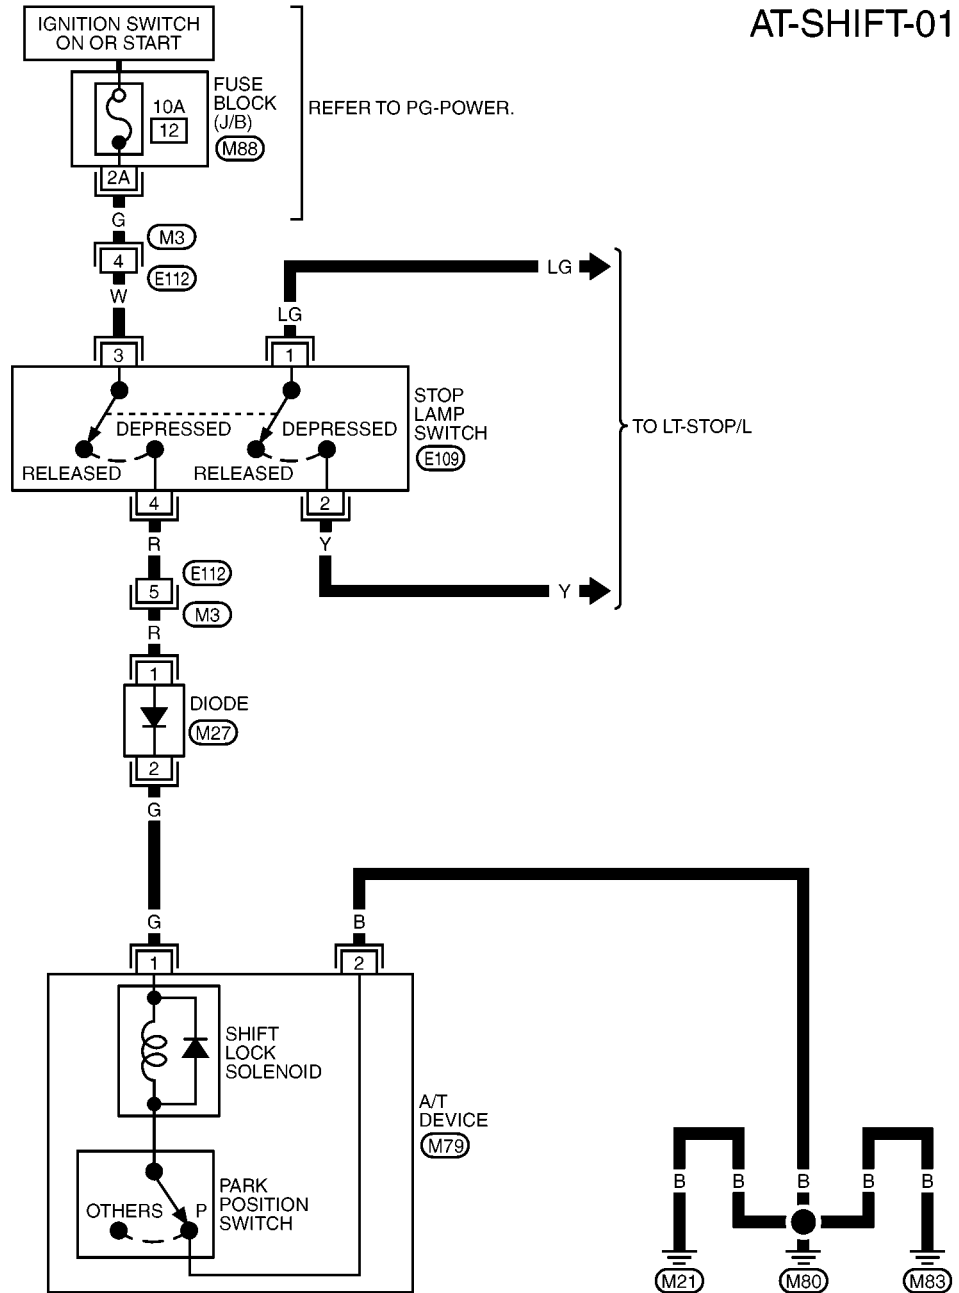 AT-SHIFT-01
IGNITION SWITCH
ON OR START
FUSE
BLOCK
(J/B)
M88
10A
12
REFER TO PG-POWER.
2A
G
M3
4
E112
W
LG
LG
3
1
STOP
LAMP
SWITCH
E109
DEPRESSED
DEPRESSED
RELEASED
RELEASED
TO LT-STOP/L
4
2
R
Y
E112
5
Y
M3
R
1
DIODE
M27
2
G
G
B
1
2
SHIFT
LOCK
SOLENOID
A/T
DEVICE
M79
PARK
POSITION
SWITCH
OTHERS
P
B
B
B
B
B
M21
M80
M83